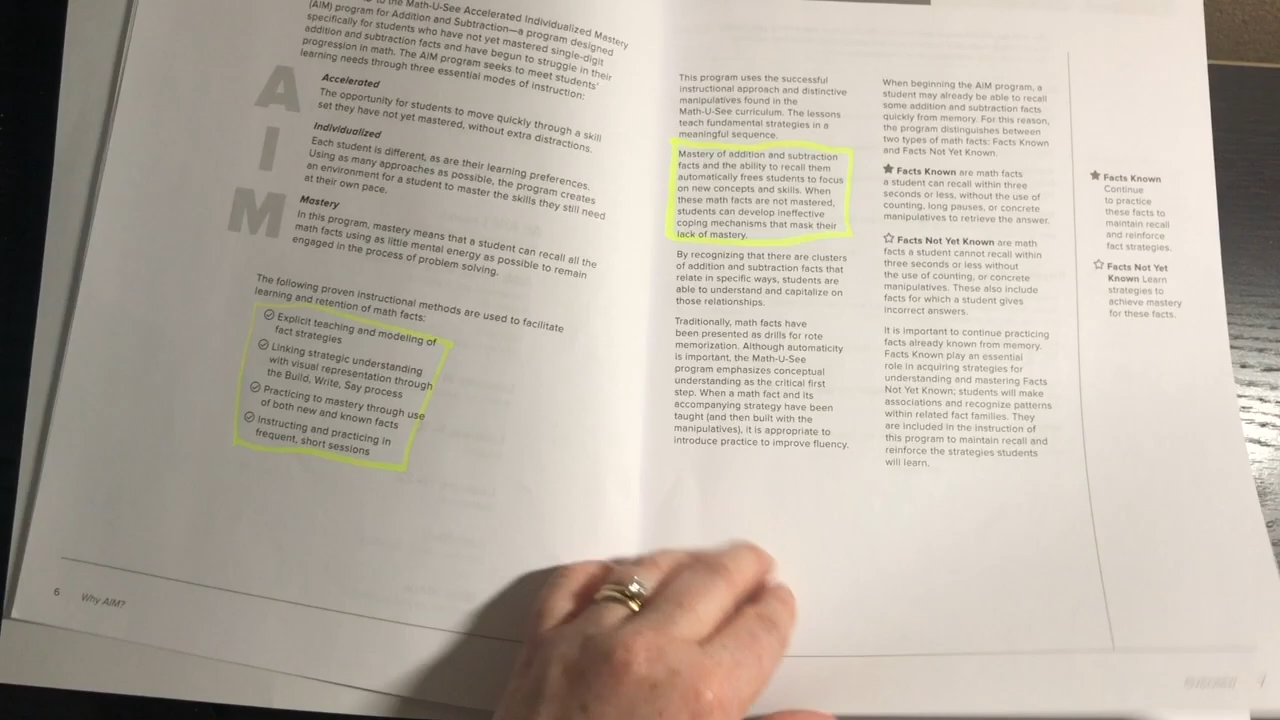 to the Math-U-See Accelerated Individualized Mastery
(AIM) program for Addition and Subtraction—a program designed
specifically for students who have not yet mastered single-digit
addition and subtraction facts and have begun to struggle in their
progression in math. The AIM program seeks to meet students'
learning needs through three essential modes of instruction:
A
I
M
Accelerated
The opportunity for students to move quickly through a skill
set they have not yet mastered, without extra distractions.
Individualized
Each student is different, as are their learning preferences.
Using as many approaches as possible, the program creates
an environment for a student to master the skills they still need
at their own pace.
Mastery
In this program, mastery means that a student can recall all the
math facts using as little mental energy as possible to remain
engaged in the process of problem solving.
The following proven instructional methods are used to facilitate
learning and retention of math facts:
Explicit teaching and modeling of
fact strategies
Linking strategic understanding
with visual representation through
the Build, Write, Say process
Practicing to mastery through use
of both new and known facts
Instructing and practicing in
frequent, short sessions
6 Why AIM?
This program uses the successful
instructional approach and distinctive
manipulatives found in the
Math-U-See curriculum. The lessons
teach fundamental strategies in a
meaningful sequence.
Mastery of addition and subtraction
facts and the ability to recall them
automatically frees students to focus
on new concepts and skills. When
these math facts are not mastered,
students can develop ineffective
coping mechanisms that mask their
lack of mastery.
By recognizing that there are clusters
of addition and subtraction facts that
relate in specific ways, students are
able to understand and capitalize on
those relationships.
Traditionally, math facts have
been presented as drills for rote
memorization. Although automaticity
is important, the Math-U-See
program emphasizes conceptual
understanding as the critical first
step. When a math fact and its
accompanying strategy have been
taught (and then built with the
manipulatives), it is appropriate to
introduce practice to improve fluency.
When beginning the AIM program, a
student may already be able to recall
some addition and subtraction facts
quickly from memory. For this reason,
the program distinguishes between
two types of math facts: Facts Known
and Facts Not Yet Known.
★ Facts Known are math facts
a student can recall within three
seconds or less, without the use of
counting, long pauses, or concrete
manipulatives to retrieve the answer.
☆ Facts Not Yet Known are math
facts a student cannot recall within
three seconds or less without
the use of counting, or concrete
manipulatives. These also include
facts for which a student gives
incorrect answers.
It is important to continue practicing
facts already known from memory.
Facts Known play an essential
role in acquiring strategies for
understanding and mastering Facts
Not Yet Known; students will make
associations and recognize patterns
within related fact families. They
are included in the instruction of
this program to maintain recall and
reinforce the strategies students
will learn.
★ Facts Known
Continue
to practice
these facts to
maintain recall
and reinforce
fact strategies.
☆ Facts Not Yet
Known Learn
strategies to
achieve mastery
for these facts.